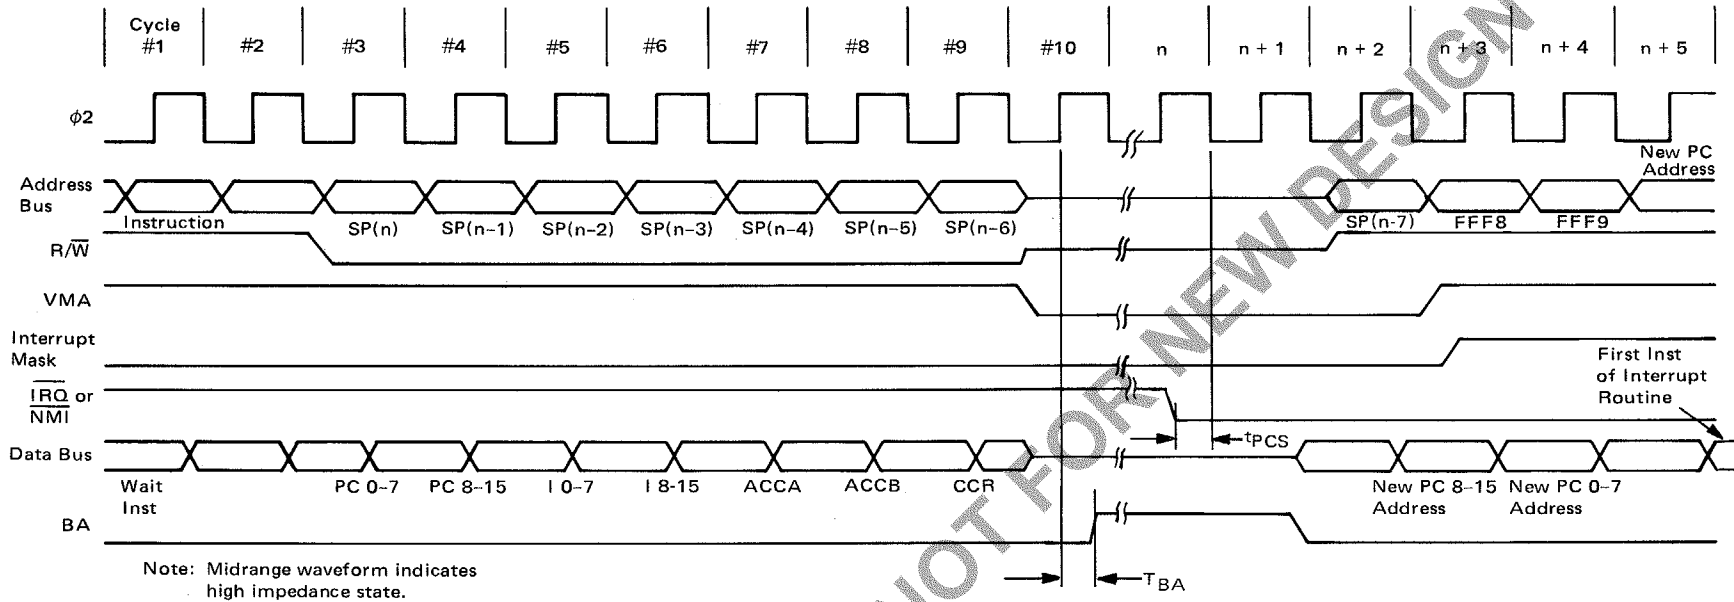 Cycle
#1 #2 #3 #4 #5 #6 #7 #8 #9 #10 n n + 1 n + 2 n + 3 n + 4 n + 5
ϕ2
New PC
Address
Address
Bus
Instruction SP(n) SP(n-1) SP(n-2) SP(n-3) SP(n-4) SP(n-5) SP(n-6) SP(n-7) FFF8 FFF9
R/W̅
VMA
Interrupt
Mask
First Inst
of Interrupt
Routine
I̅R̅Q̅ or
N̅M̅I̅
tPCS
Data Bus
Wait
Inst
PC 0-7 PC 8-15 I 0-7 I 8-15 ACCA ACCB CCR
New PC 8-15
Address
New PC 0-7
Address
BA
TBA
Note: Midrange waveform indicates
high impedance state.
NOT FOR NEW DESIGN